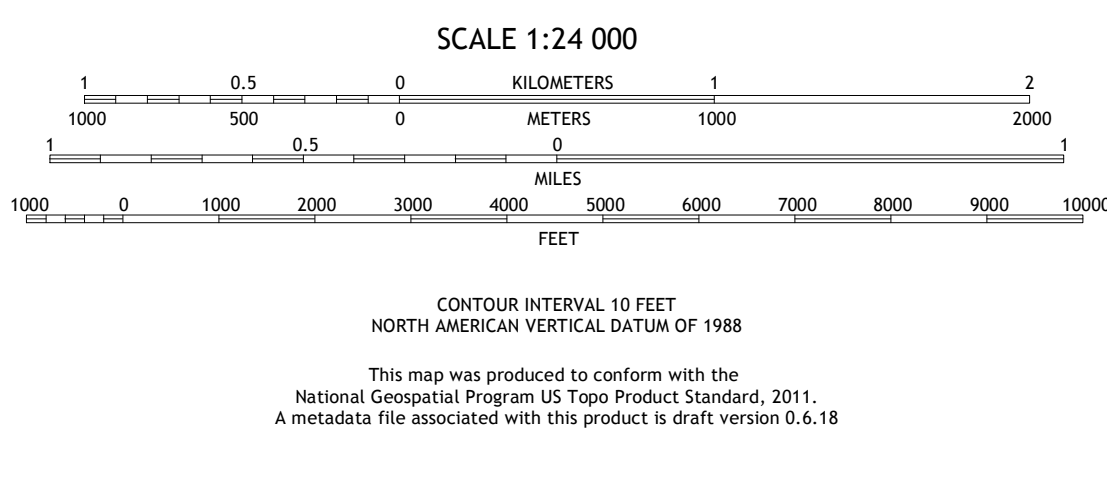 SCALE 1:24 000
1 0.5 0 KILOMETERS 1 2
1000 500 0 METERS 1000 2000
1 0.5 0 1
MILES
1000 0 1000 2000 3000 4000 5000 6000 7000 8000 9000 10000
FEET
CONTOUR INTERVAL 10 FEET
NORTH AMERICAN VERTICAL DATUM OF 1988
This map was produced to conform with the
National Geospatial Program US Topo Product Standard, 2011.
A metadata file associated with this product is draft version 0.6.18